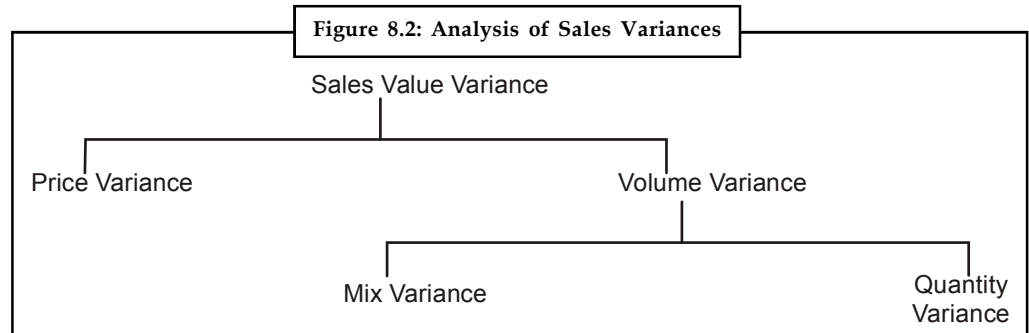 Figure 8.2: Analysis of Sales Variances
Sales Value Variance
Price Variance
Volume Variance
Mix Variance
Quantity
Variance